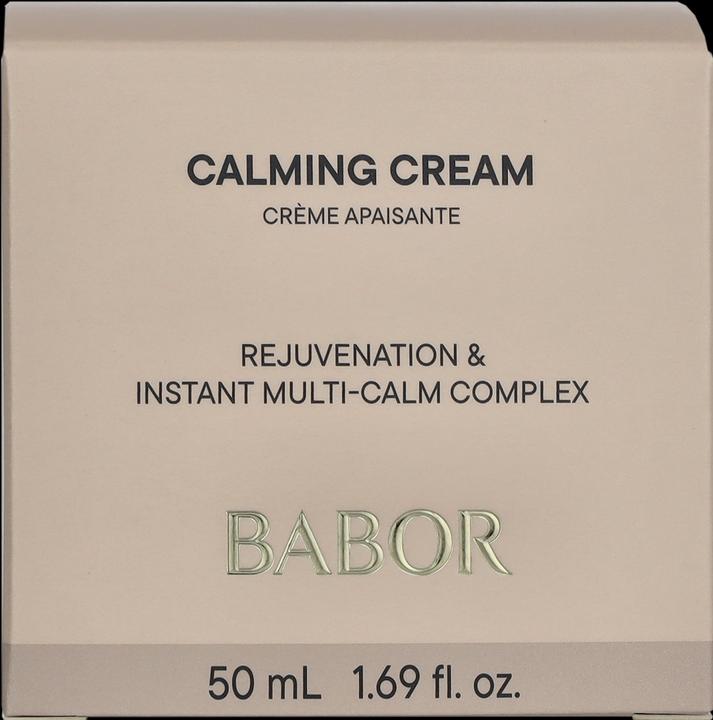 CALMING CREAM
CRÈME APAISANTE
REJUVENATION &
INSTANT MULTI-CALM COMPLEX
BABOR
50 mL 1.69 fl. oz.